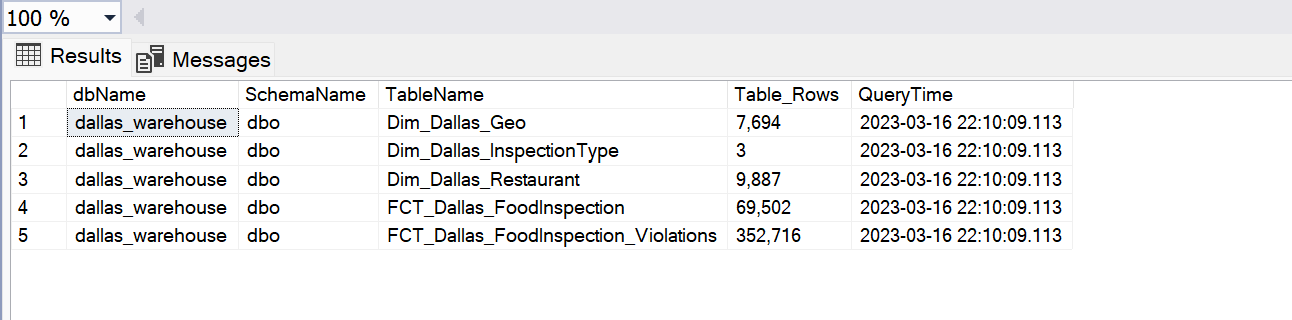 100 %
Results Messages
dbName SchemaName TableName Table_Rows QueryTime
1 dallas_warehouse dbo Dim_Dallas_Geo 7,694 2023-03-16 22:10:09.113
2 dallas_warehouse dbo Dim_Dallas_InspectionType 3 2023-03-16 22:10:09.113
3 dallas_warehouse dbo Dim_Dallas_Restaurant 9,887 2023-03-16 22:10:09.113
4 dallas_warehouse dbo FCT_Dallas_FoodInspection 69,502 2023-03-16 22:10:09.113
5 dallas_warehouse dbo FCT_Dallas_FoodInspection_Violations 352,716 2023-03-16 22:10:09.113